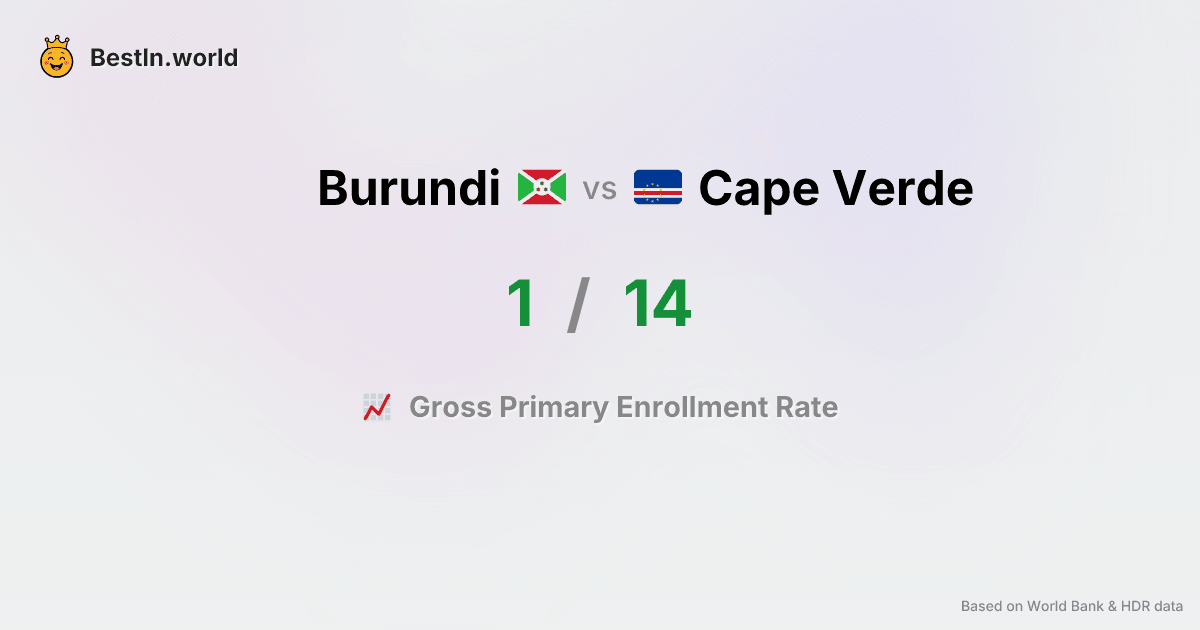 BestIn.world
Burundi vs Cape Verde
1 / 14
Gross Primary Enrollment Rate
Based on World Bank & HDR data